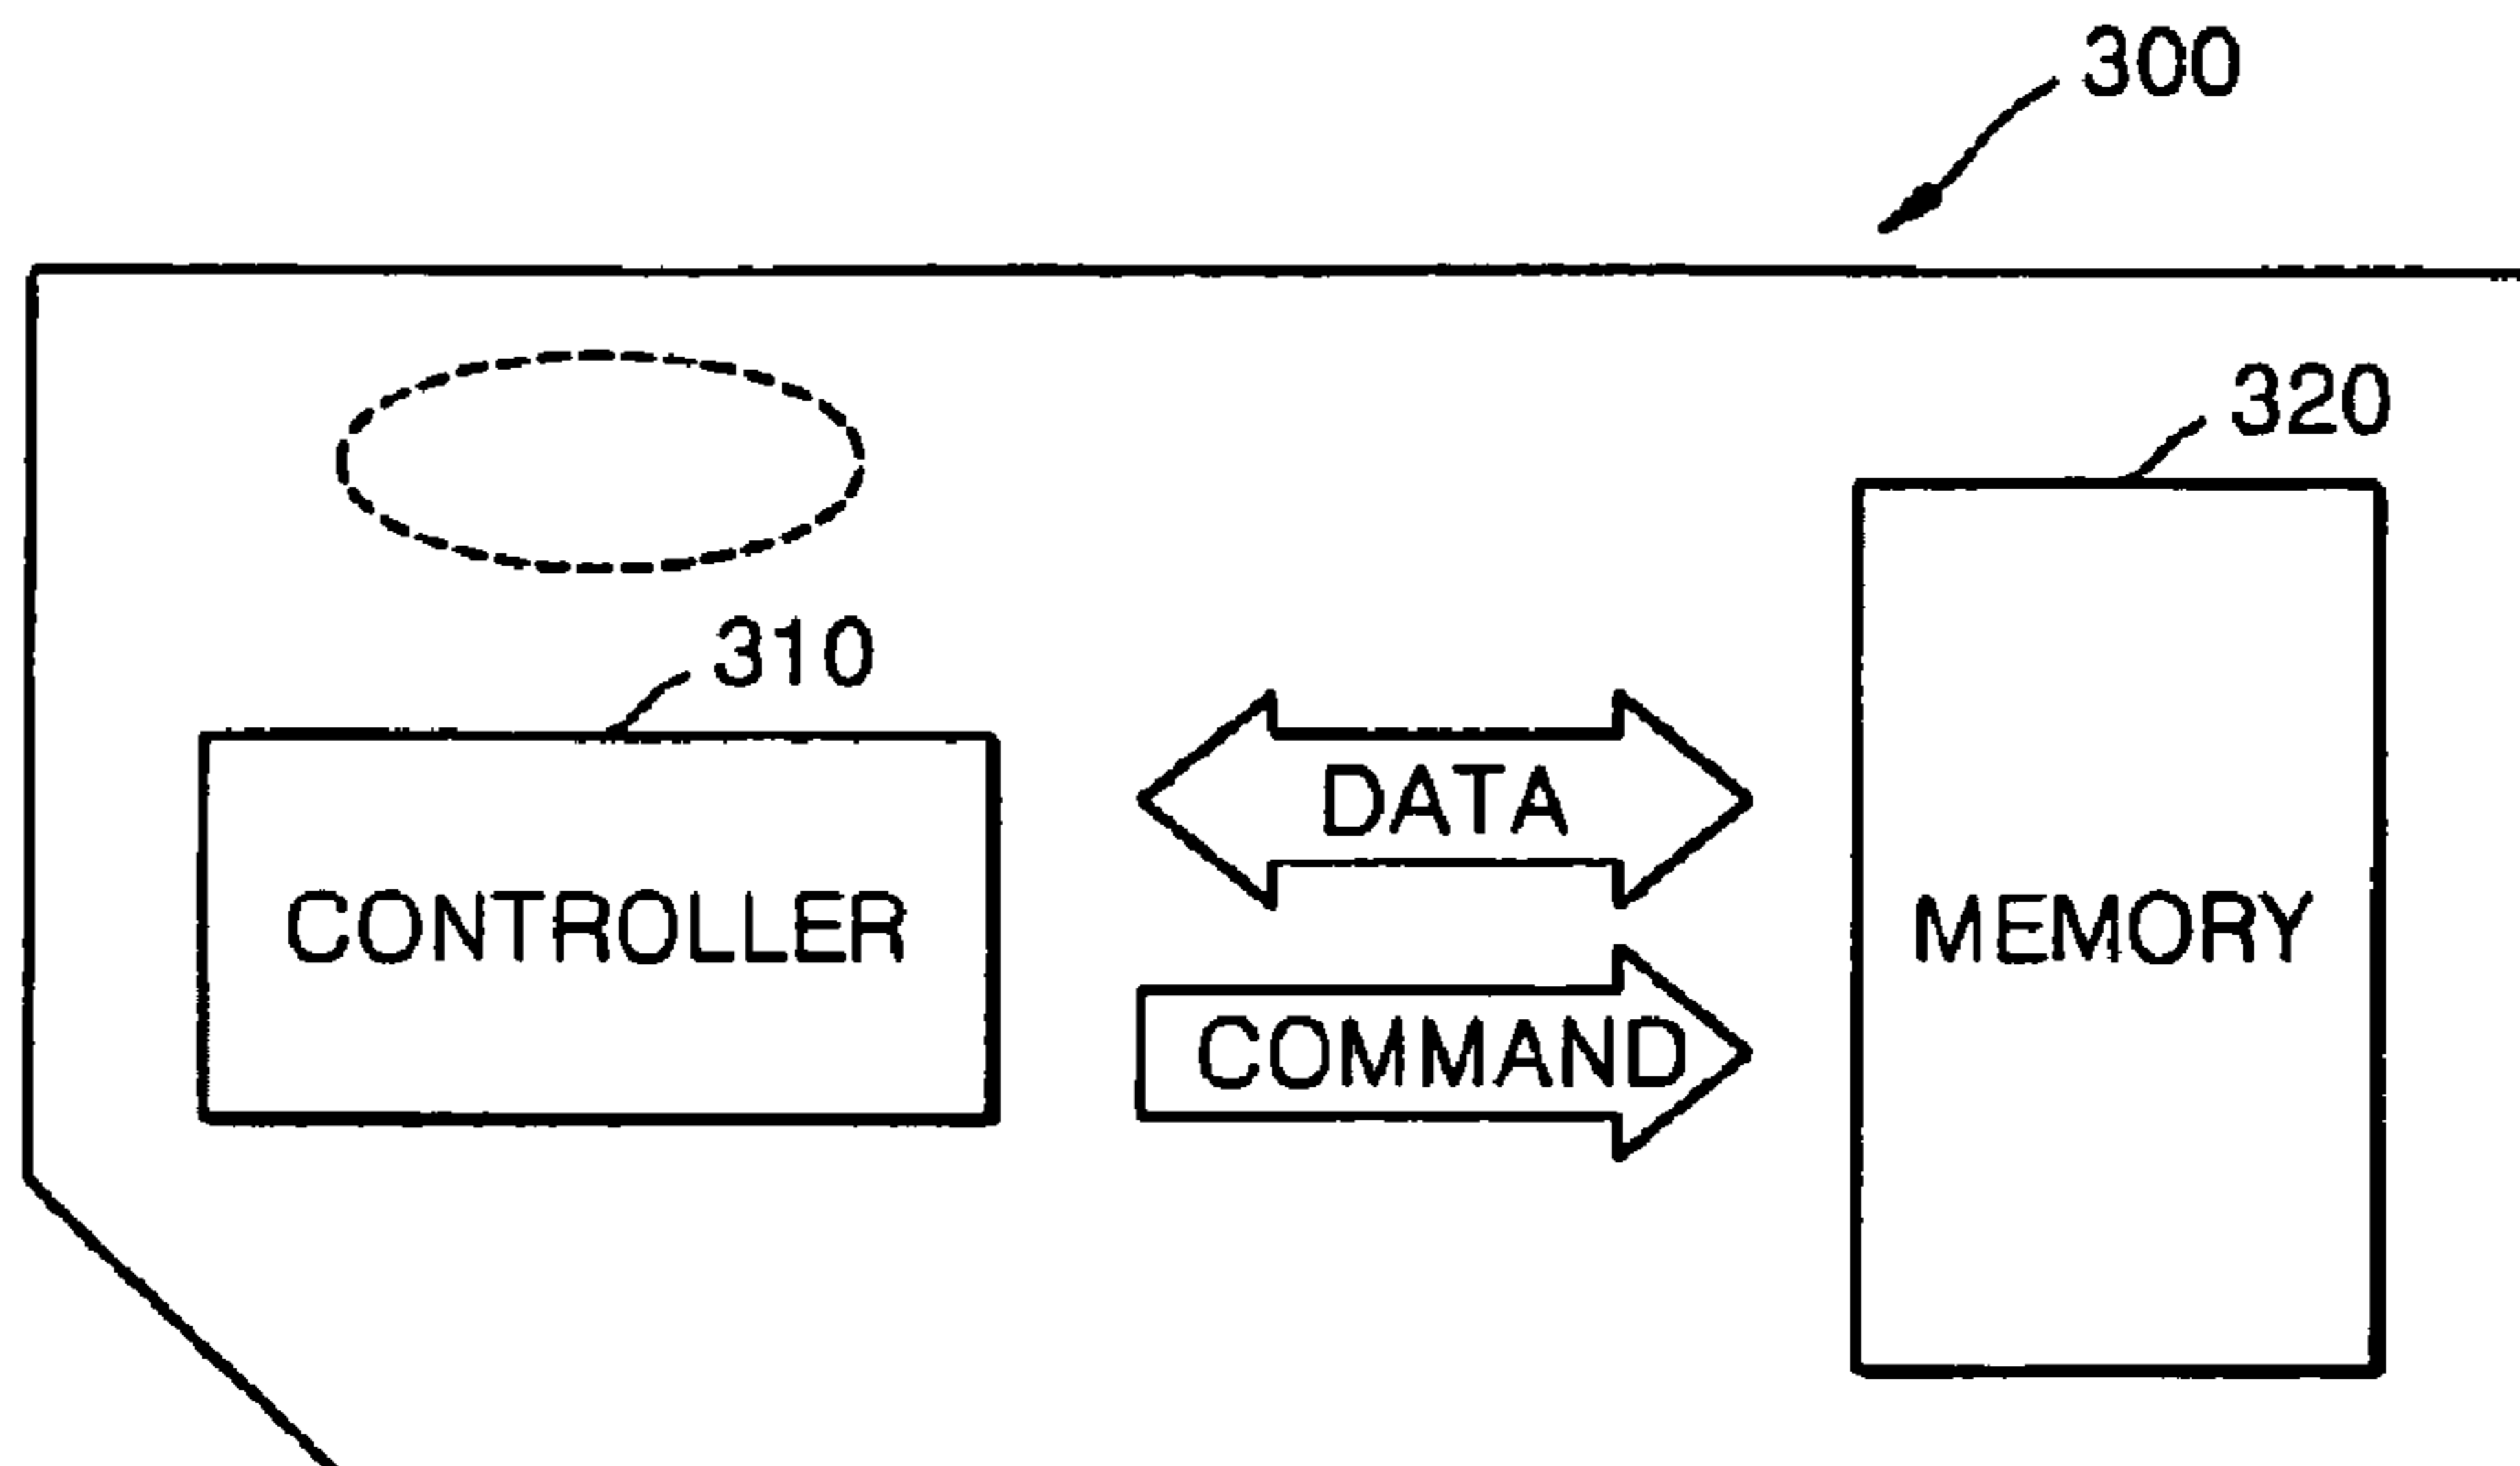 300
320
310
DATA
CONTROLLER
MEMORY
COMMAND